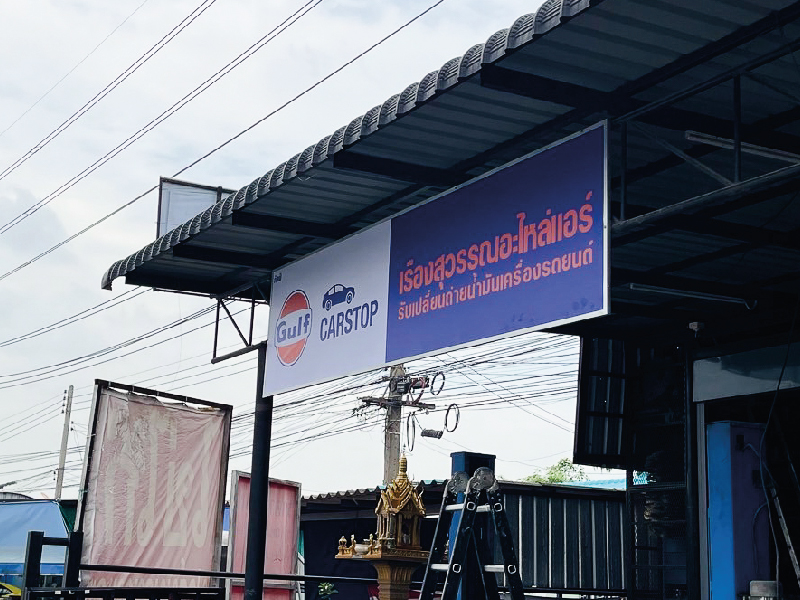 Gulf
CARSTOP
เรืองสุวรรณอะไหล่แอร์
รับเปลี่ยนถ่ายน้ำมันเครื่องรถยนต์